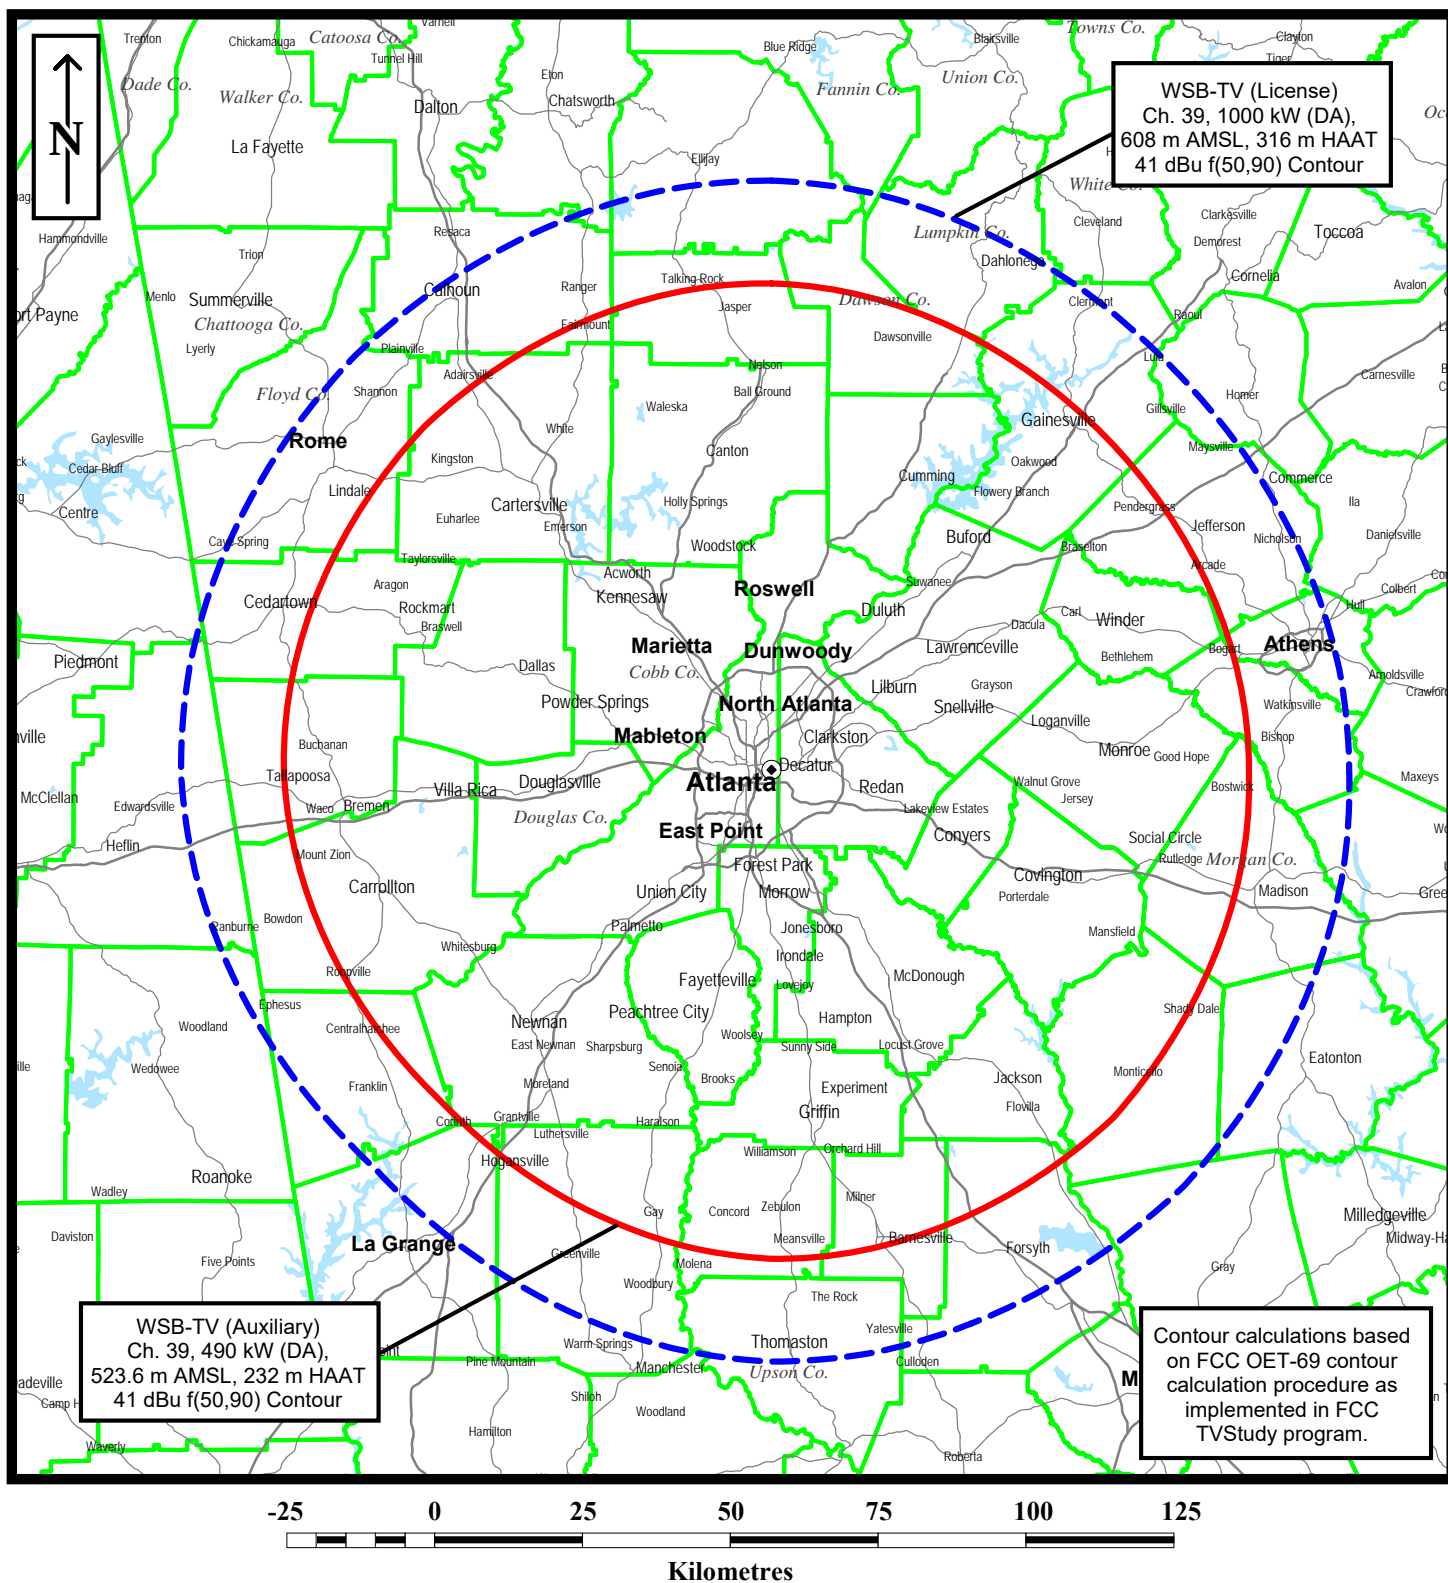 Varnell
Trenton
Chickamauga
Catoosa Co.
Tunnel Hill
Blue Ridge
Blairsville
Towns Co.
Clayton
Tiger
Dade Co.
Walker Co.
Eton
Chatsworth
Fannin Co.
Union Co.
Dalton
N
La Fayette
Ellijay
WSB-TV (License)
Ch. 39, 1000 kW (DA),
608 m AMSL, 316 m HAAT
41 dBu f(50,90) Contour
White Co.
Hammondville
Resaca
Lumpkin Co.
Cleveland
Clarkesville
Demorest
Toccoa
Trion
Dahlonega
Cornelia
Menlo
Summerville
Calhoun
Ranger
Talking Rock
Jasper
Dawson Co.
Clermont
Avalon
ort Payne
Chattooga Co.
Fairmount
Raoul
Lyerly
Plainville
Dawsonville
Lula
Adairsville
Nelson
Carnesville
Floyd Co.
Shannon
Ball Ground
Homer
Waleska
Gainesville
Gillsville
Gaylesville
Rome
White
Canton
Maysville
Cedar Bluff
Kingston
Oakwood
Cumming
Commerce
Lindale
Cartersville
Holly Springs
Flowery Branch
Ila
Centre
Euharlee
Emerson
Pendergrass
Jefferson
Cave Spring
Woodstock
Buford
Braselton
Nicholson
Danielsville
Taylorsville
Acworth
Arcade
Aragon
Kennesaw
Roswell
Suwanee
Colbert
Cedartown
Rockmart
Duluth
Carl
Winder
Hull
Braswell
Dacula
Marietta
Dunwoody
Lawrenceville
Bethlehem
Bogart
Athens
Piedmont
Dallas
Cobb Co.
Lilburn
Grayson
Arnoldsville
Crawford
Powder Springs
North Atlanta
Snellville
Watkinsville
Loganville
Mableton
Clarkston
Bishop
nville
Buchanan
Monroe
Good Hope
Decatur
Tallapoosa
Douglasville
Atlanta
Walnut Grove
Maxeys
McClellan
Villa Rica
Redan
Jersey
Bostwick
Edwardsville
Waco
Bremen
Lakeview Estates
Douglas Co.
East Point
Conyers
Social Circle
Heflin
Mount Zion
Forest Park
Rutledge
Morgan Co.
Covington
Carrollton
Union City
Morrow
Porterdale
Madison
Gree
Bowdon
Ranburne
Palmetto
Jonesboro
Mansfield
Whitesburg
Irondale
Roopville
Fayetteville
Lovejoy
McDonough
Ephesus
Peachtree City
Shady Dale
Woodland
Centralhatchee
Newnan
Hampton
Woolsey
East Newnan
Sharpsburg
Sunny Side
Locust Grove
Eatonton
Wedowee
Senoia
Brooks
Monticello
Franklin
Moreland
Experiment
Jackson
Griffin
Flovilla
Corinth
Grantville
Haralson
Luthersville
Williamson
Orchard Hill
Hogansville
Roanoke
Wadley
Milner
Gay
Concord
Zebulon
Milledgeville
Daviston
La Grange
Meansville
Barnesville
Forsyth
Midway-Ha
Five Points
Greenville
Molena
Gray
Woodbury
The Rock
WSB-TV (Auxiliary)
Ch. 39, 490 kW (DA),
523.6 m AMSL, 232 m HAAT
41 dBu f(50,90) Contour
Yatesville
Thomaston
Warm Springs
Pine Mountain
Manchester
Culloden
Upson Co.
adeville
Camp H
Shiloh
Woodland
Waverly
Hamilton
Roberta
M
Contour calculations based
on FCC OET-69 contour
calculation procedure as
implemented in FCC
TVStudy program.
-25 0 25 50 75 100 125
Kilometres